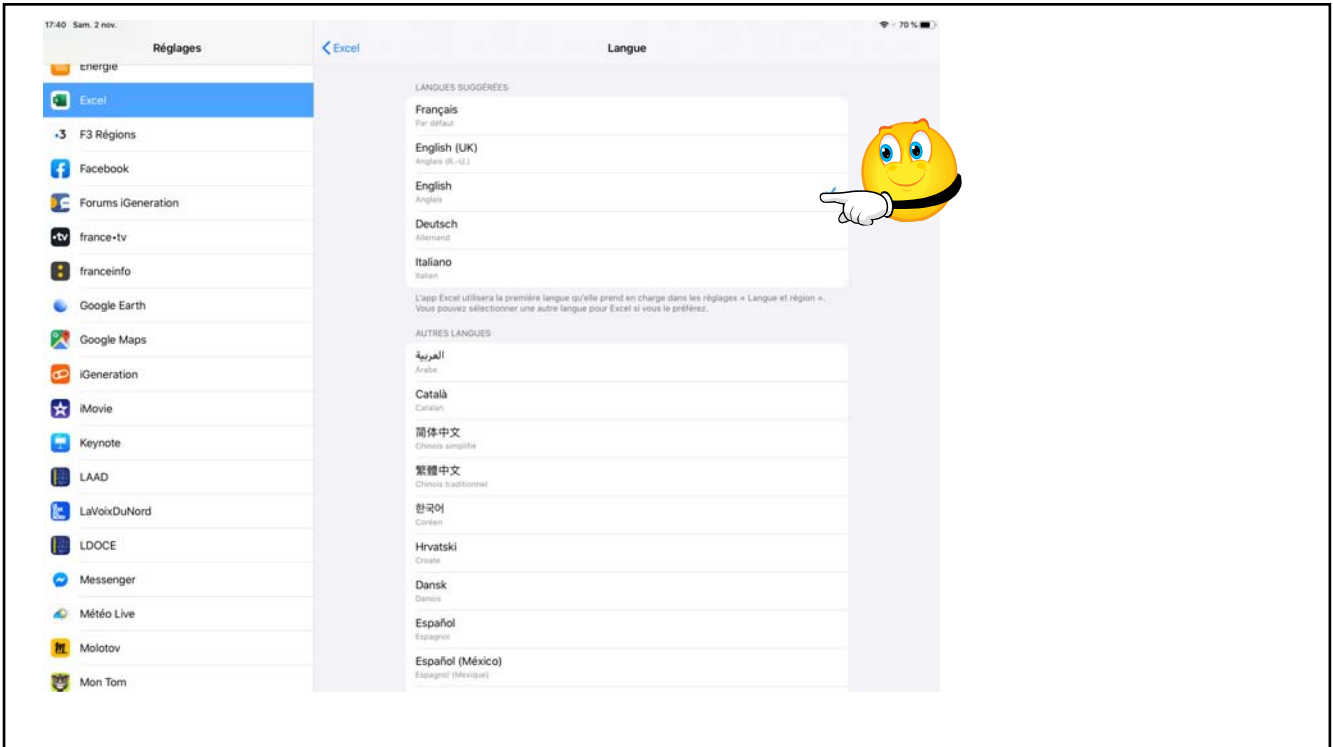 17:40 Sam. 2 nov.
70 %
Réglages
Excel
Langue
Énergie
Excel
F3 Régions
Facebook
Forums iGeneration
france•tv
franceinfo
Google Earth
Google Maps
iGeneration
iMovie
Keynote
LAAD
LaVoixDuNord
LDOCE
Messenger
Météo Live
Molotov
Mon Tom
LANGUES SUGGÉRÉES
Français
Par défaut
English (UK)
Anglais (R.-U.)
English
Anglais
Deutsch
Allemand
Italiano
Italien
L'app Excel utilisera la première langue qu'elle prend en charge dans les réglages « Langue et région ».
Vous pouvez sélectionner une autre langue pour Excel si vous le préférez.
AUTRES LANGUES
العربية
Arabe
Català
Catalan
简体中文
Chinois simplifié
繁體中文
Chinois traditionnel
한국어
Coréen
Hrvatski
Croate
Dansk
Danois
Español
Espagnol
Español (México)
Espagnol (Mexique)